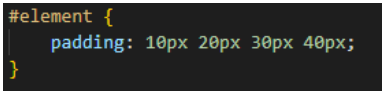 #element {
    padding: 10px 20px 30px 40px;
}